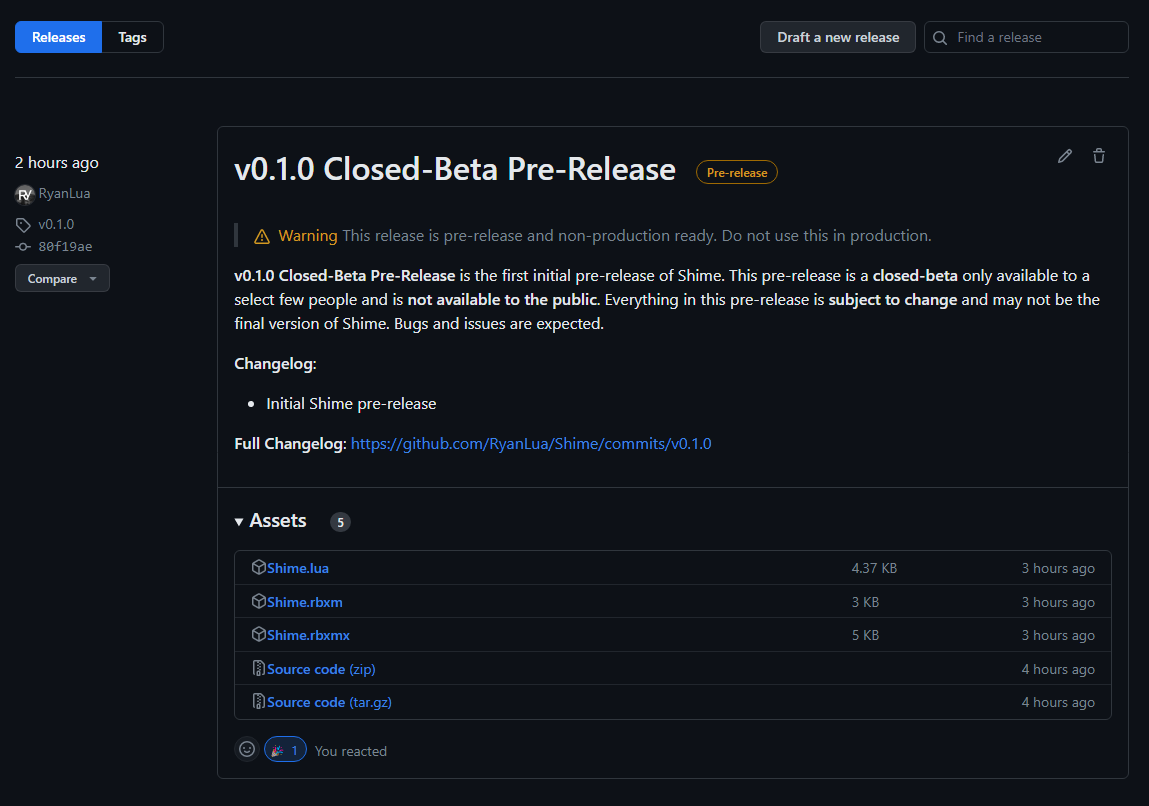 Releases Tags Draft a new release Find a release
2 hours ago
RV RyanLua
v0.1.0
80f19ae
Compare
v0.1.0 Closed-Beta Pre-Release Pre-release
Warning This release is pre-release and non-production ready. Do not use this in production.
v0.1.0 Closed-Beta Pre-Release is the first initial pre-release of Shime. This pre-release is a closed-beta only available to a
select few people and is not available to the public. Everything in this pre-release is subject to change and may not be the
final version of Shime. Bugs and issues are expected.
Changelog:
• Initial Shime pre-release
Full Changelog: https://github.com/RyanLua/Shime/commits/v0.1.0
Assets 5
Shime.lua 4.37 KB 3 hours ago
Shime.rbxm 3 KB 3 hours ago
Shime.rbxmx 5 KB 3 hours ago
Source code (zip) 4 hours ago
Source code (tar.gz) 4 hours ago
1 You reacted